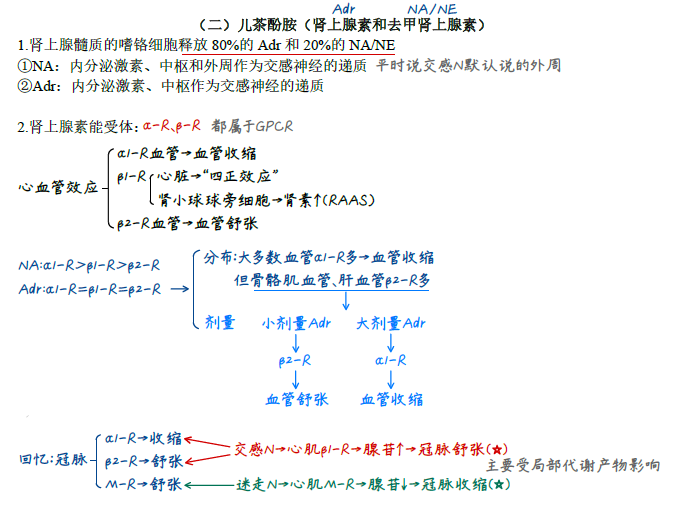 Adr NA/NE
（二）儿茶酚胺（肾上腺素和去甲肾上腺素）
1.肾上腺髓质的嗜铬细胞释放 80%的 Adr 和 20%的 NA/NE
①NA：内分泌激素、中枢和外周作为交感神经的递质 平时说交感N默认说的外周
②Adr：内分泌激素、中枢作为交感神经的递质
2.肾上腺素能受体：α-R、β-R 都属于GPCR
α1-R血管→血管收缩
β1-R 心脏→“四正效应”
心血管效应
肾小球球旁细胞→肾素↑(RAAS)
β2-R血管→血管舒张
分布:大多数血管α1-R多→血管收缩
NA:α1-R>β1-R>β2-R
但骨骼肌血管、肝血管β2-R多
Adr:α1-R=β1-R=β2-R →
剂量 小剂量Adr 大剂量Adr
β2-R α1-R
血管舒张 血管收缩
α1-R→收缩
交感N→心肌β1-R→腺苷↑→冠脉舒张(☆)
回忆:冠脉 β2-R→舒张 主要受局部代谢产物影响
M-R→舒张 迷走N→心肌M-R→腺苷↓→冠脉收缩(☆)